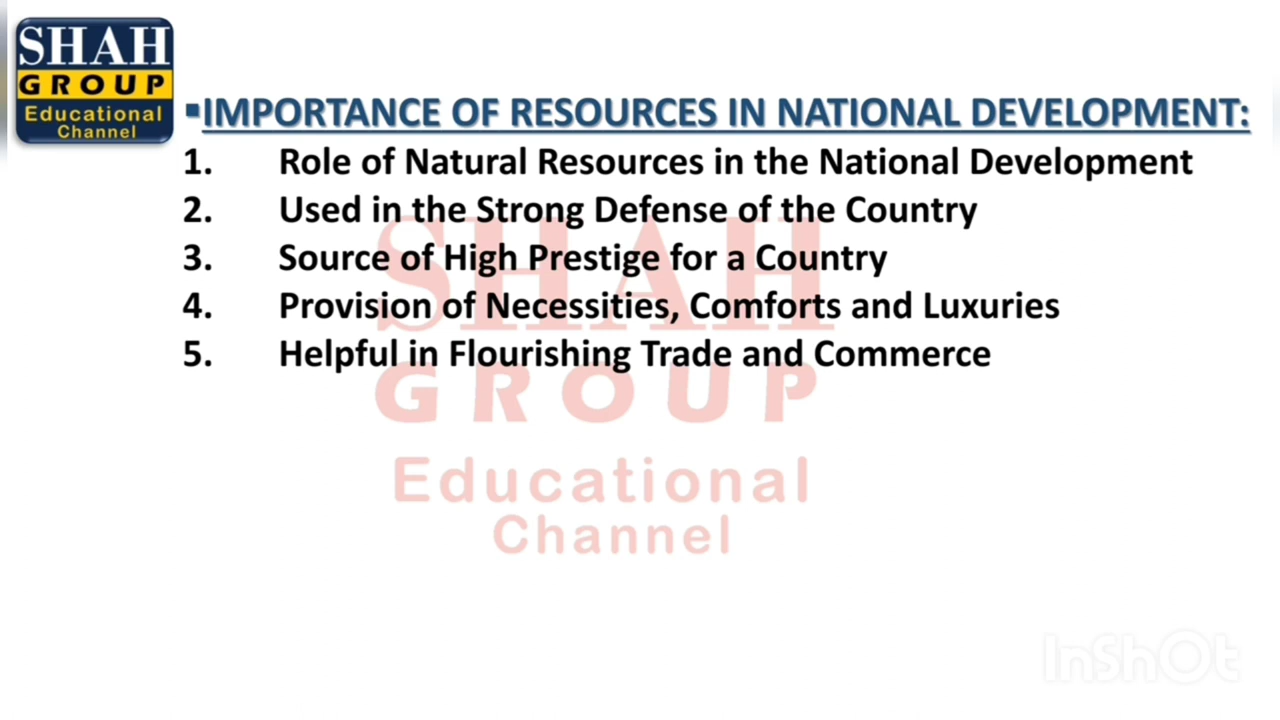 SHAH
GROUP
Educational
Channel
▪IMPORTANCE OF RESOURCES IN NATIONAL DEVELOPMENT:
1. Role of Natural Resources in the National Development
2. Used in the Strong Defense of the Country
3. Source of High Prestige for a Country
4. Provision of Necessities, Comforts and Luxuries
5. Helpful in Flourishing Trade and Commerce
SHAH
GROUP
Educational
Channel
InShOt